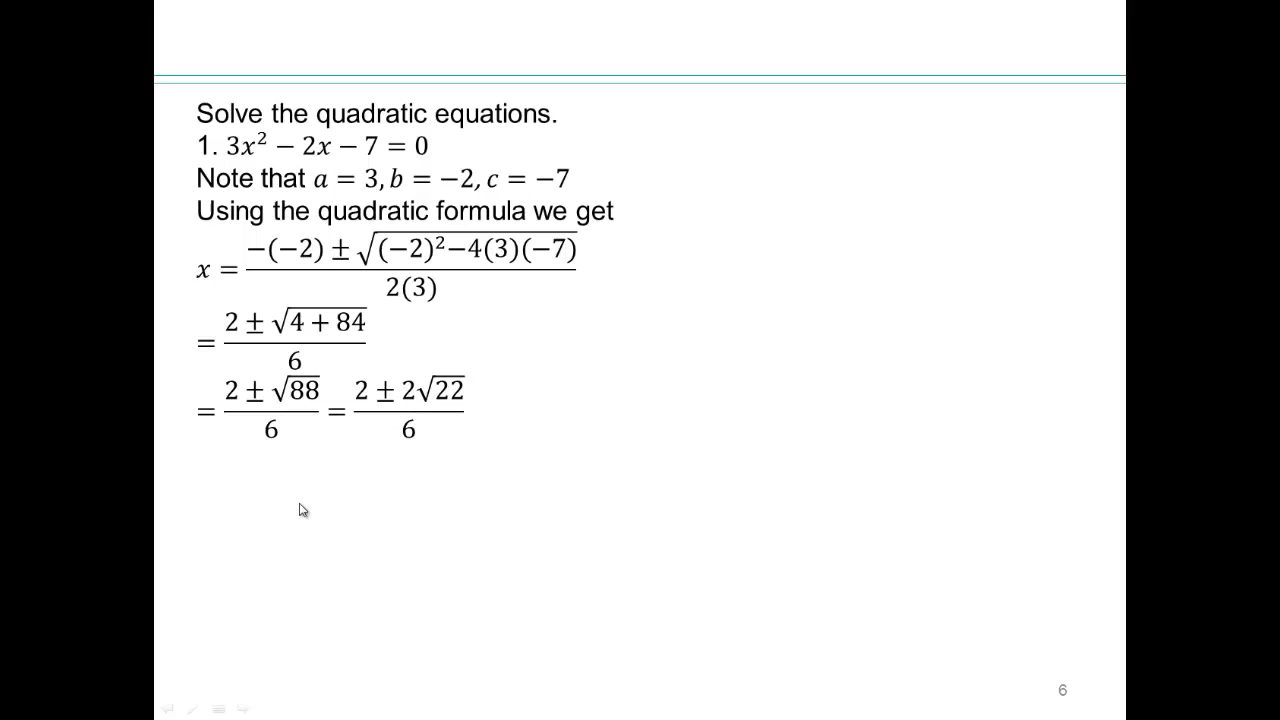 Solve the quadratic equations.
1. 3𝑥² − 2𝑥 − 7 = 0
Note that 𝑎 = 3, 𝑏 = −2, 𝑐 = −7
Using the quadratic formula we get
𝑥 = (−(−2) ± √((−2)²−4(3)(−7))) / 2(3)
= (2 ± √(4 + 84)) / 6
= (2 ± √88) / 6 = (2 ± 2√22) / 6
6